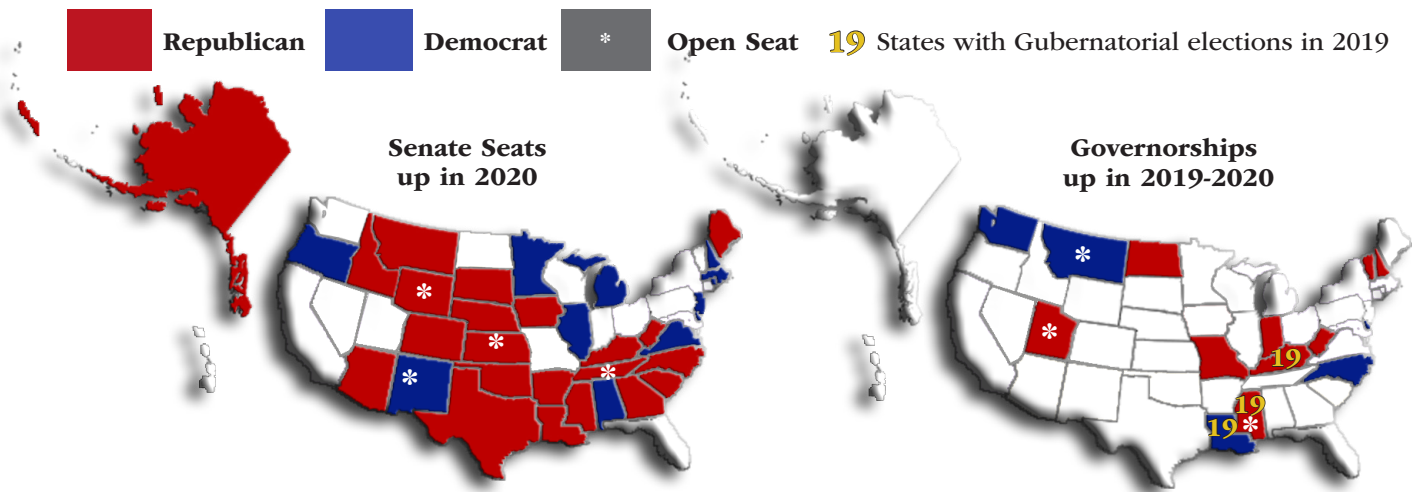 Republican Democrat * Open Seat 19 States with Gubernatorial elections in 2019
Senate Seats
up in 2020
Governorships
up in 2019-2020
*
*
*
*
*
*
19
19
19 *